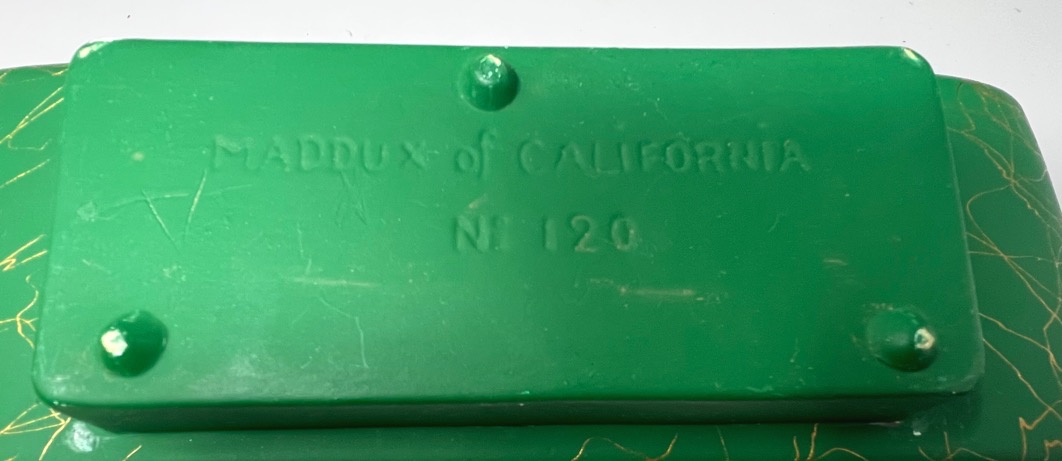 MADDUX of CALIFORNIA
Nº 120